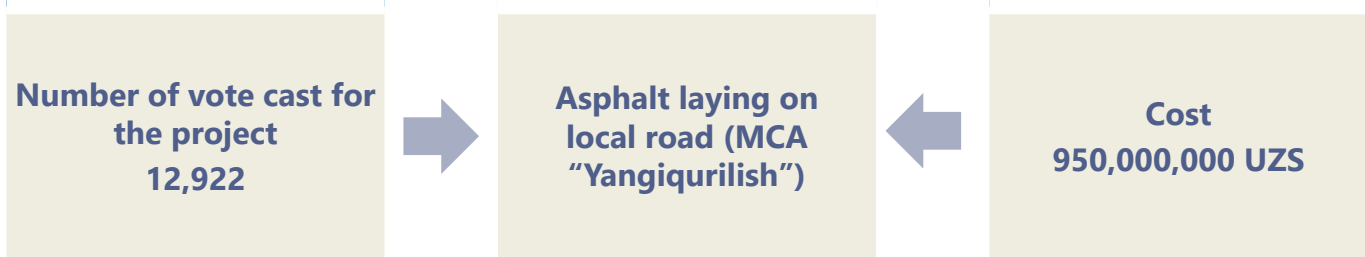 Number of vote cast for
the project
12,922
Asphalt laying on
local road (MCA
“Yangiqurilish”)
Cost
950,000,000 UZS